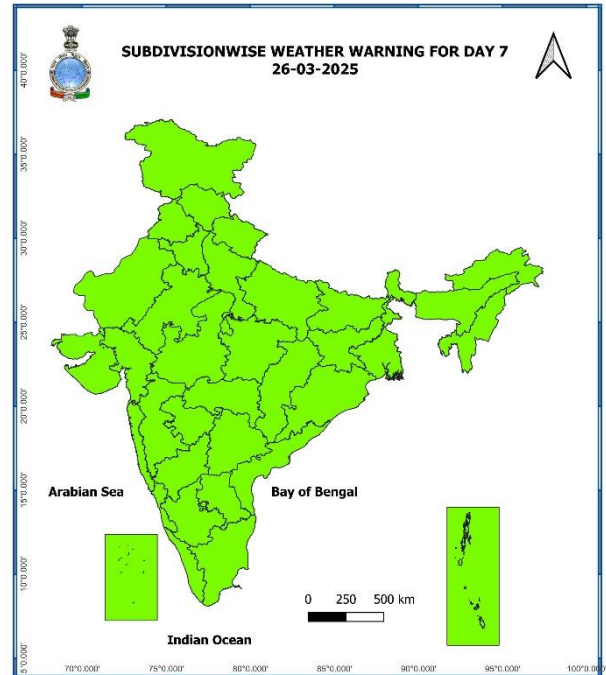 SUBDIVISIONWISE WEATHER WARNING FOR DAY 7
26-03-2025
40°0.000'
35°0.000'
30°0.000'
25°0.000'
20°0.000'
15°0.000'
10°0.000'
5°0.000'
Arabian Sea
Bay of Bengal
0 250 500 km
Indian Ocean
70°0.000' 75°0.000' 80°0.000' 85°0.000' 90°0.000' 95°0.000' 100°0.000'